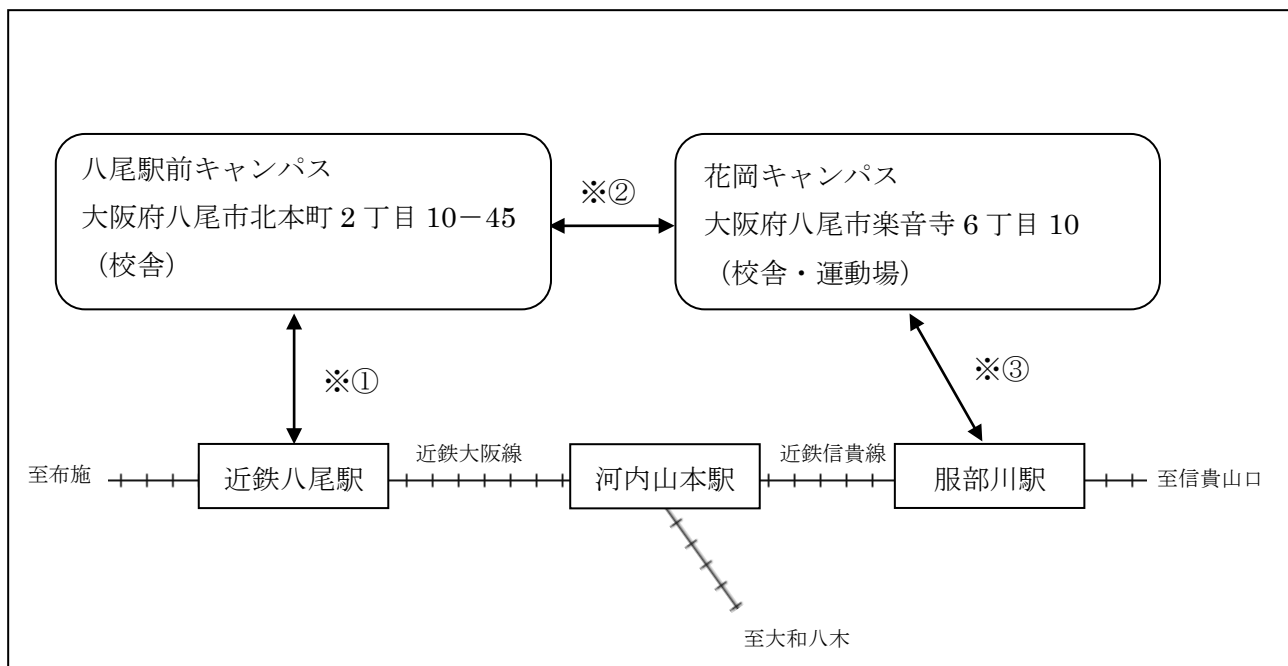 八尾駅前キャンパス
大阪府八尾市北本町2丁目10-45
（校舎）
※②
花岡キャンパス
大阪府八尾市楽音寺6丁目10
（校舎・運動場）
※①
※③
至布施
近鉄八尾駅
近鉄大阪線
河内山本駅
近鉄信貴線
服部川駅
至信貴山口
至大和八木